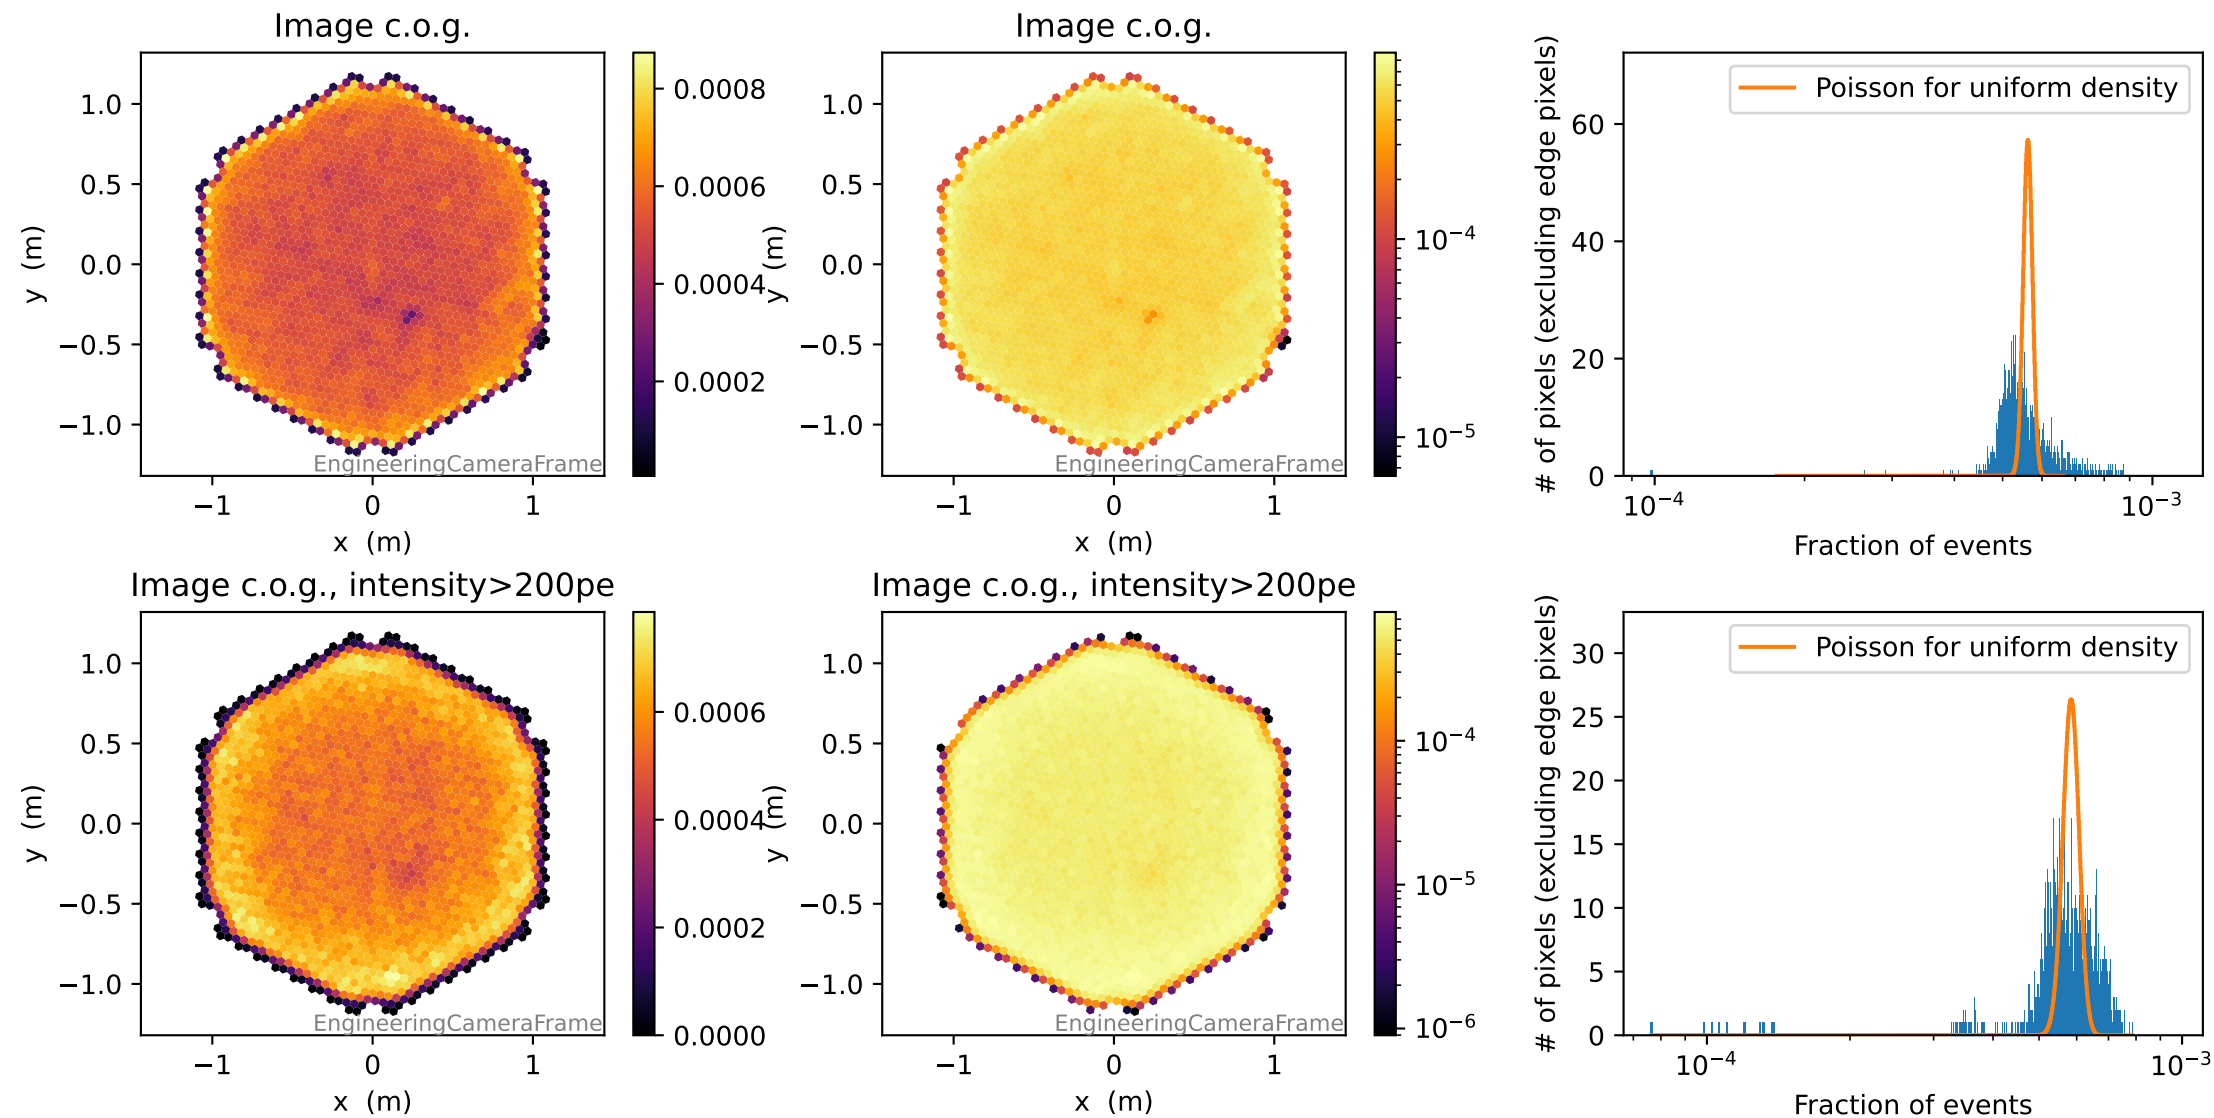 Image c.o.g.
1.0
0.5
0.0
−0.5
−1.0
y (m)
−1
0
1
x (m)
EngineeringCameraFrame
0.0008
0.0006
0.0004
0.0002
Image c.o.g.
1.0
0.5
0.0
−0.5
−1.0
y (m)
−1
0
1
x (m)
EngineeringCameraFrame
10⁻⁴
10⁻⁵
Poisson for uniform density
# of pixels (excluding edge pixels)
60
40
20
0
10⁻⁴
10⁻³
Fraction of events
Image c.o.g., intensity>200pe
1.0
0.5
0.0
−0.5
−1.0
y (m)
−1
0
1
x (m)
EngineeringCameraFrame
0.0006
0.0004
0.0002
0.0000
Image c.o.g., intensity>200pe
1.0
0.5
0.0
−0.5
−1.0
y (m)
−1
0
1
x (m)
EngineeringCameraFrame
10⁻⁴
10⁻⁵
10⁻⁶
Poisson for uniform density
# of pixels (excluding edge pixels)
30
25
20
15
10
5
0
10⁻⁴
10⁻³
Fraction of events